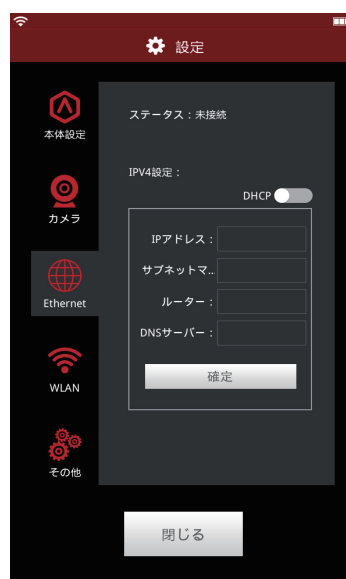 設定
本体設定
カメラ
Ethernet
WLAN
その他
ステータス：未接続
IPV4設定：
DHCP
IPアドレス：
サブネットマ..
ルーター：
DNSサーバー：
確定
閉じる